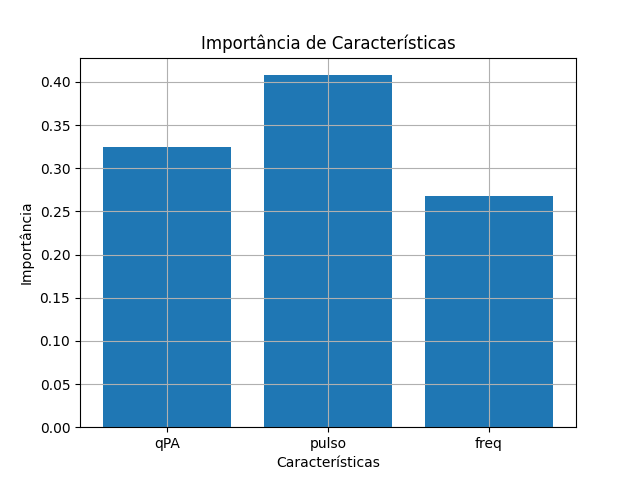 Importância de Características
Importância
0.40
0.35
0.30
0.25
0.20
0.15
0.10
0.05
0.00
qPA pulso freq
Características